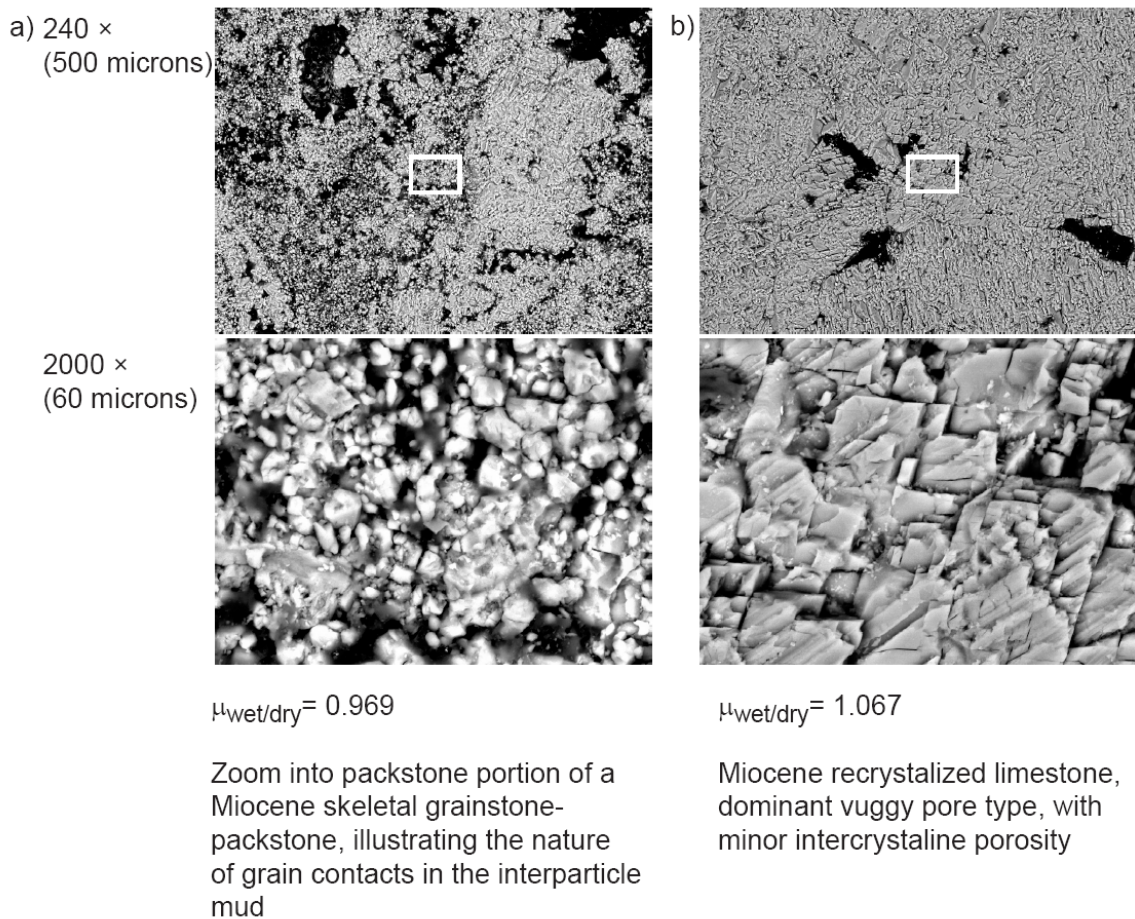 a) 240 ×
(500 microns)
b)
2000 ×
(60 microns)
μwet/dry= 0.969
μwet/dry= 1.067
Zoom into packstone portion of a
Miocene skeletal grainstone-
packstone, illustrating the nature
of grain contacts in the interparticle
mud
Miocene recrystalized limestone,
dominant vuggy pore type, with
minor intercrystaline porosity